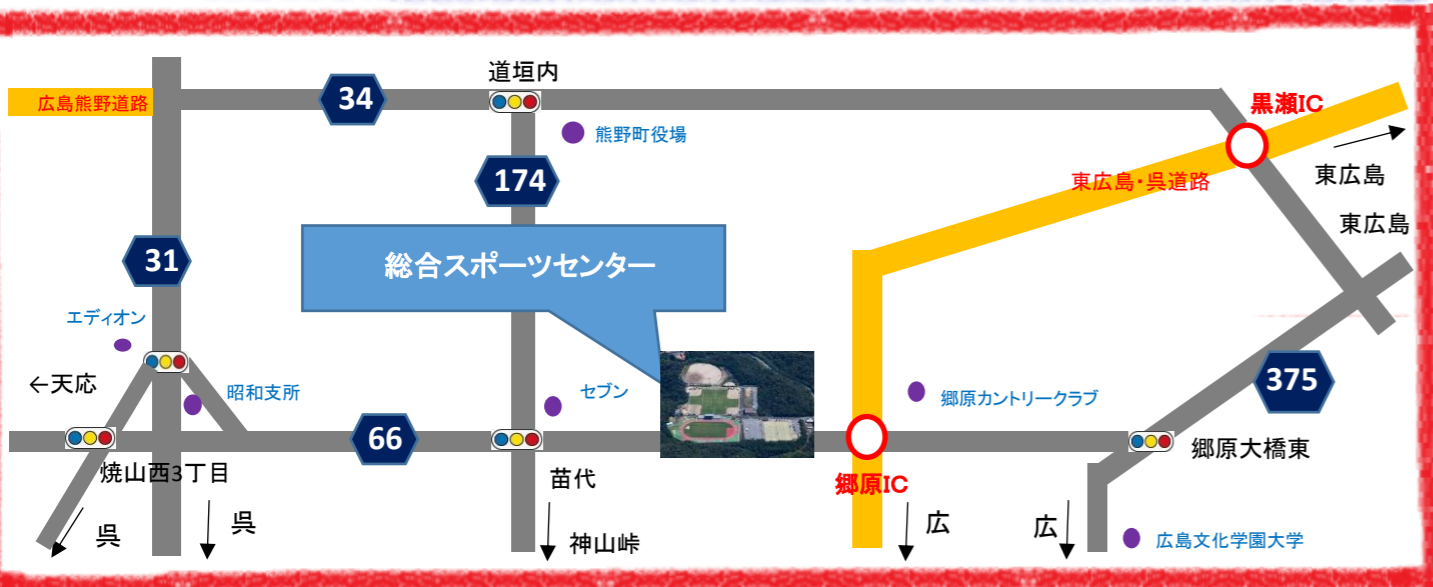 道垣内
広島熊野道路
34
黒瀬IC
熊野町役場
174
東広島・呉道路
東広島
東広島
31
総合スポーツセンター
エディオン
←天応
昭和支所
セブン
郷原カントリークラブ
375
66
焼山西3丁目
苗代
郷原IC
郷原大橋東
呉
呉
神山峠
広
広
広島文化学園大学